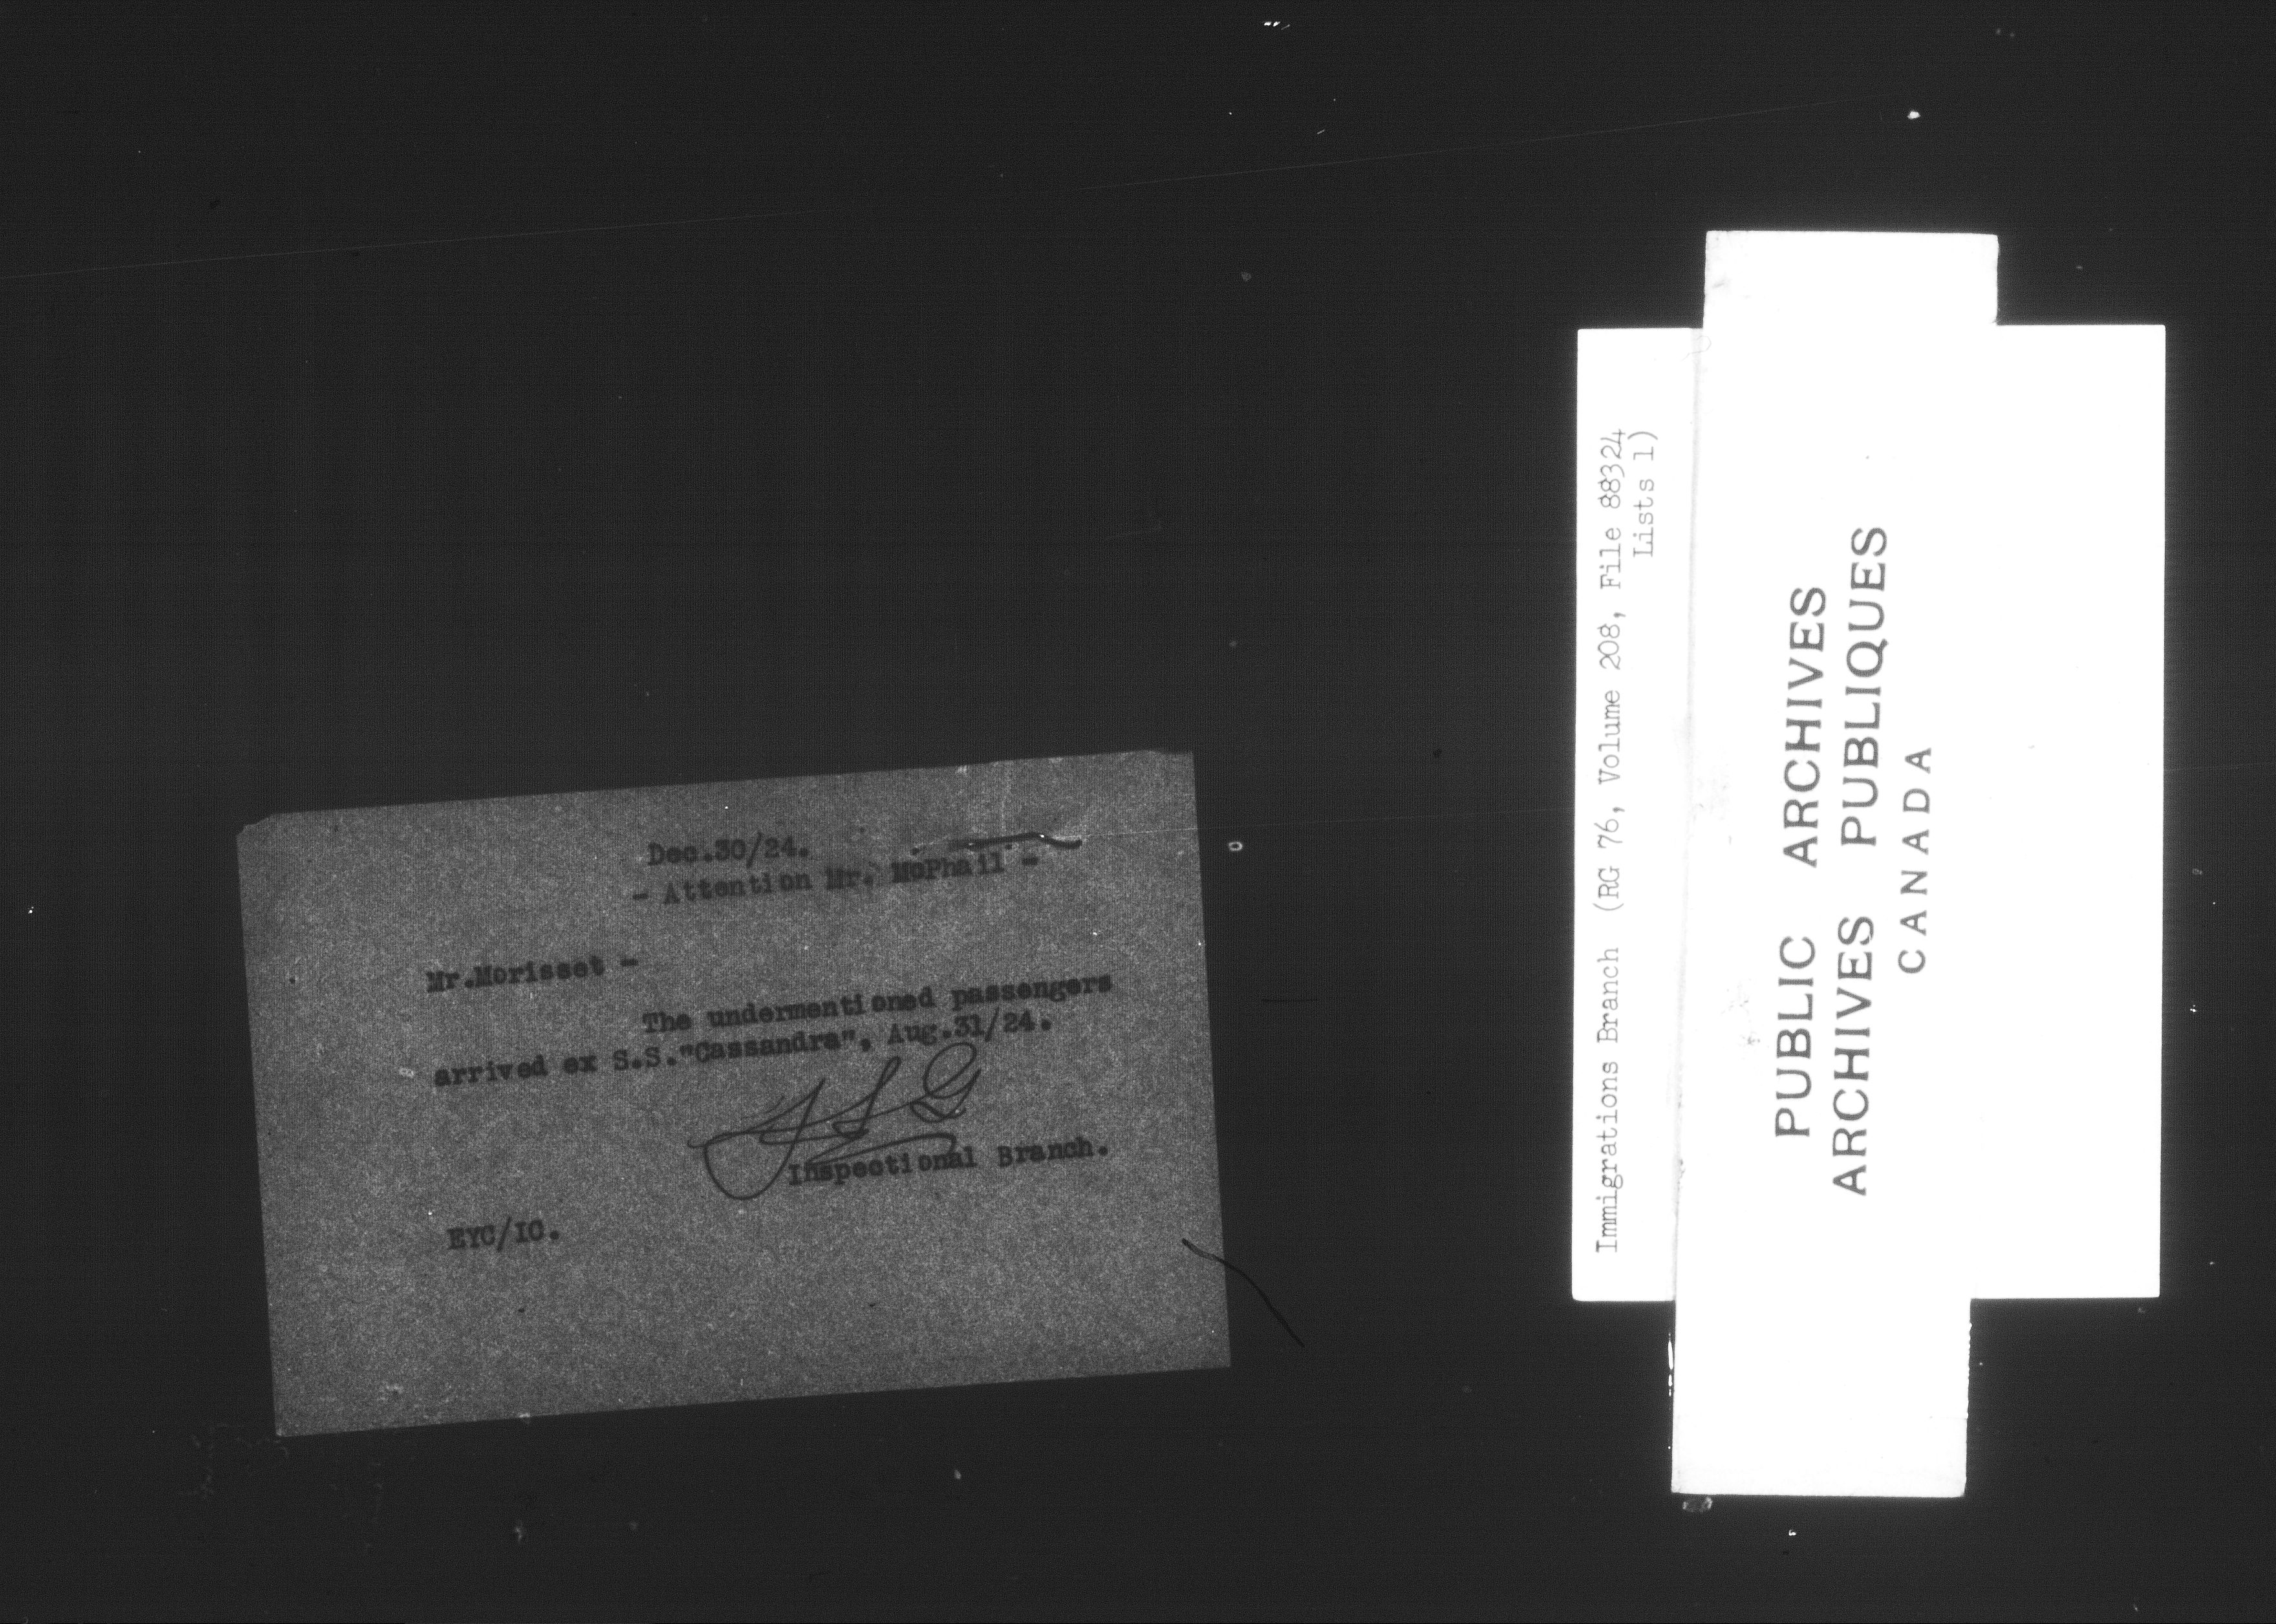 Dec.30/24.
- Attention Mr. McPhail -
Mr.Morisset -
The undermentioned passengers
arrived ex S.S."Cassandra", Aug.31/24.
Inspectional Branch.
EYC/IC.
Immigrations Branch (RG 76, Volume 208, File 88324
Lists 1)
PUBLIC ARCHIVES
ARCHIVES PUBLIQUES
CANADA